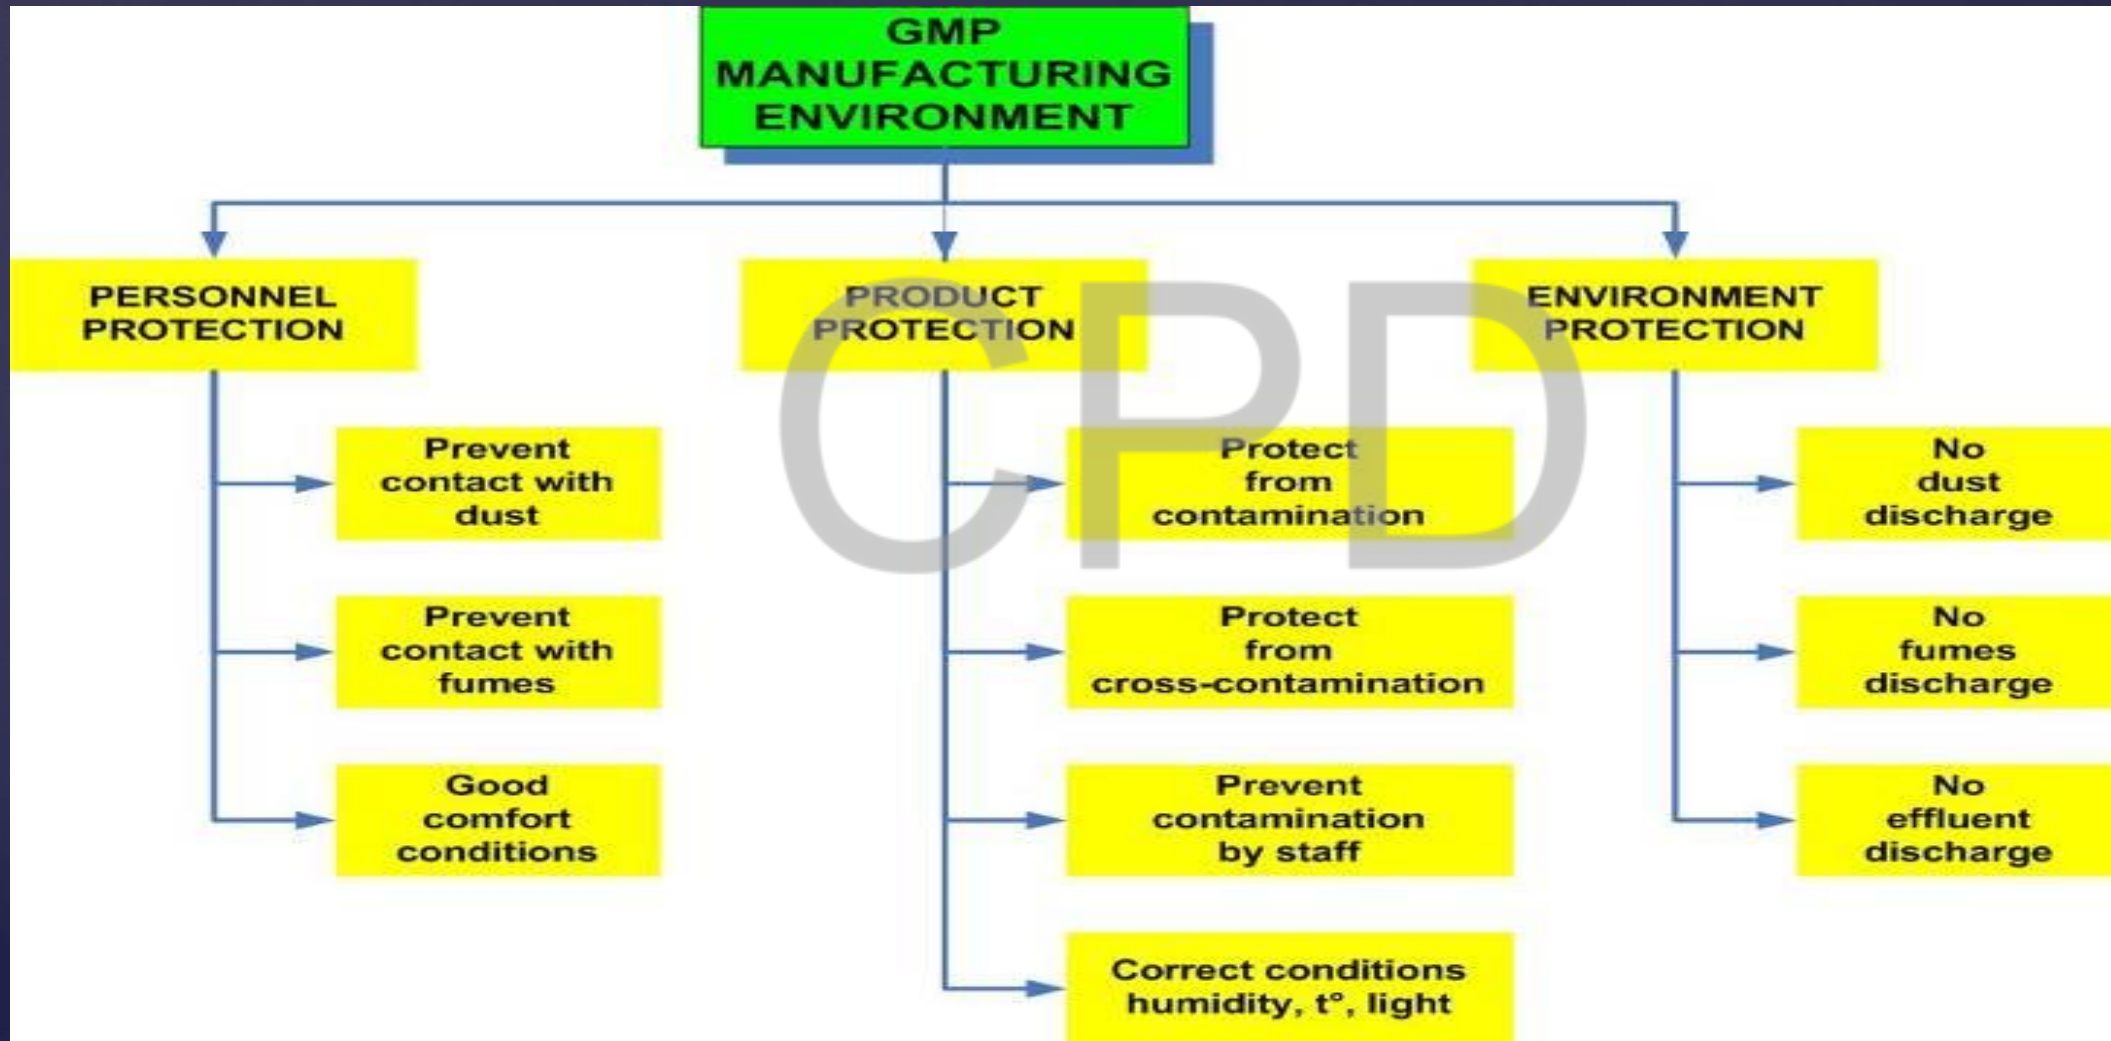 GMP
MANUFACTURING
ENVIRONMENT
PERSONNEL
PROTECTION
Prevent
contact with
dust
Prevent
contact with
fumes
Good
comfort
conditions
PRODUCT
PROTECTION
Protect
from
contamination
Protect
from
cross-contamination
Prevent
contamination
by staff
Correct conditions
humidity, t°, light
ENVIRONMENT
PROTECTION
No
dust
discharge
No
fumes
discharge
No
effluent
discharge
CPD